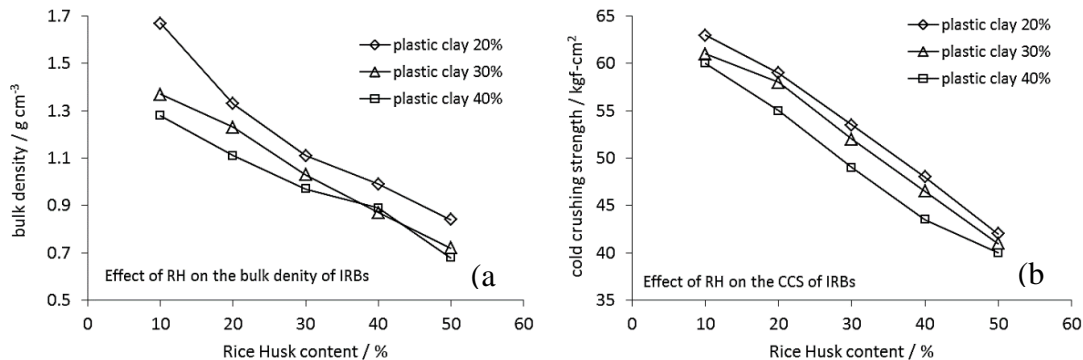 1.7
1.5
1.3
1.1
0.9
0.7
0.5
bulk density / g cm-3
plastic clay 20%
plastic clay 30%
plastic clay 40%
Effect of RH on the bulk denity of IRBs
(a
0 10 20 30 40 50 60
Rice Husk content / %
65
60
55
50
45
40
35
cold crushing strength / kgf-cm2
plastic clay 20%
plastic clay 30%
plastic clay 40%
Effect of RH on the CCS of IRBs
(b)
0 10 20 30 40 50 60
Rice Husk content / %